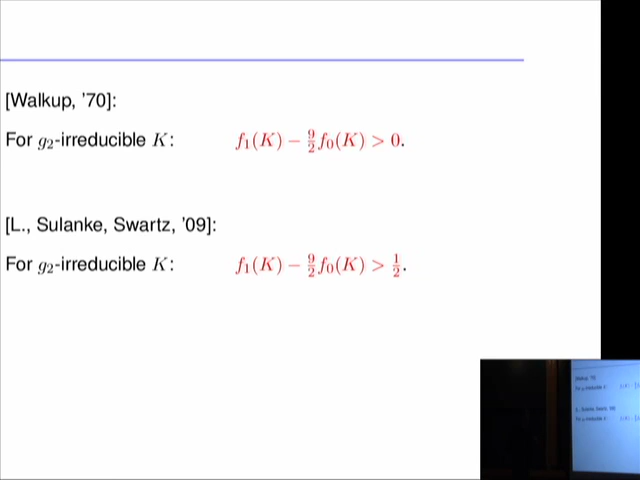 [Walkup, '70]:
For g₂-irreducible K: f₁(K) − 9/2 f₀(K) > 0.
[L., Sulanke, Swartz, '09]:
For g₂-irreducible K: f₁(K) − 9/2 f₀(K) > 1/2.